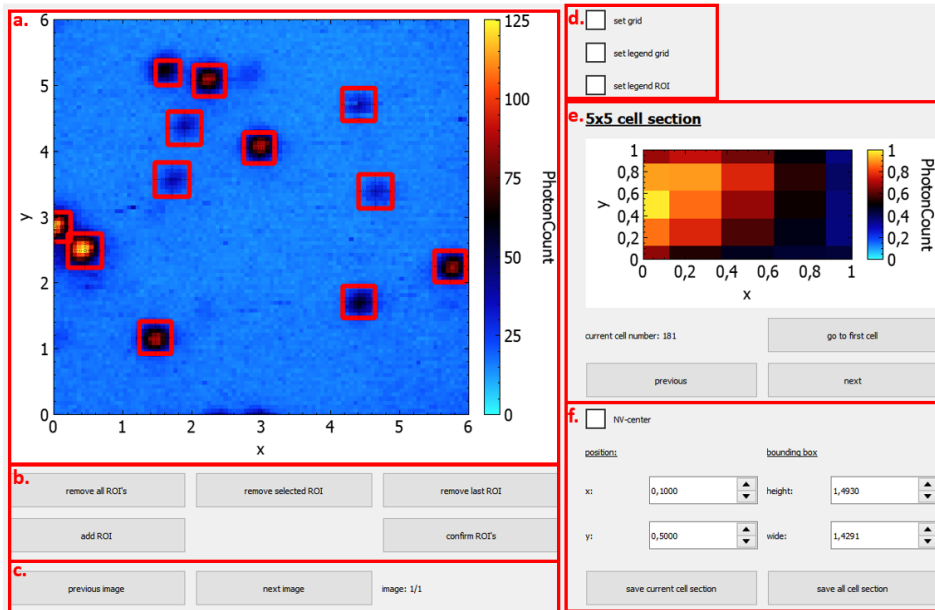 a.
6
5
4
3
2
1
0
y
0 1 2 3 4 5 6
x
125
100
75
50
25
0
PhotonCount
b.
remove all ROI's remove selected ROI remove last ROI
add ROI confirm ROI's
c.
previous image next image image: 1/1
d.
set grid
set legend grid
set legend ROI
e.
5x5 cell section
1
0,8
0,6
0,4
0,2
0
y
0 0,2 0,4 0,6 0,8 1
x
1
0,8
0,6
0,4
0,2
0
PhotonCount
current cell number: 181 go to first cell
previous next
f.
NV-center
position: bounding box
x: 0,1000 height: 1,4930
y: 0,5000 wide: 1,4291
save current cell section save all cell section